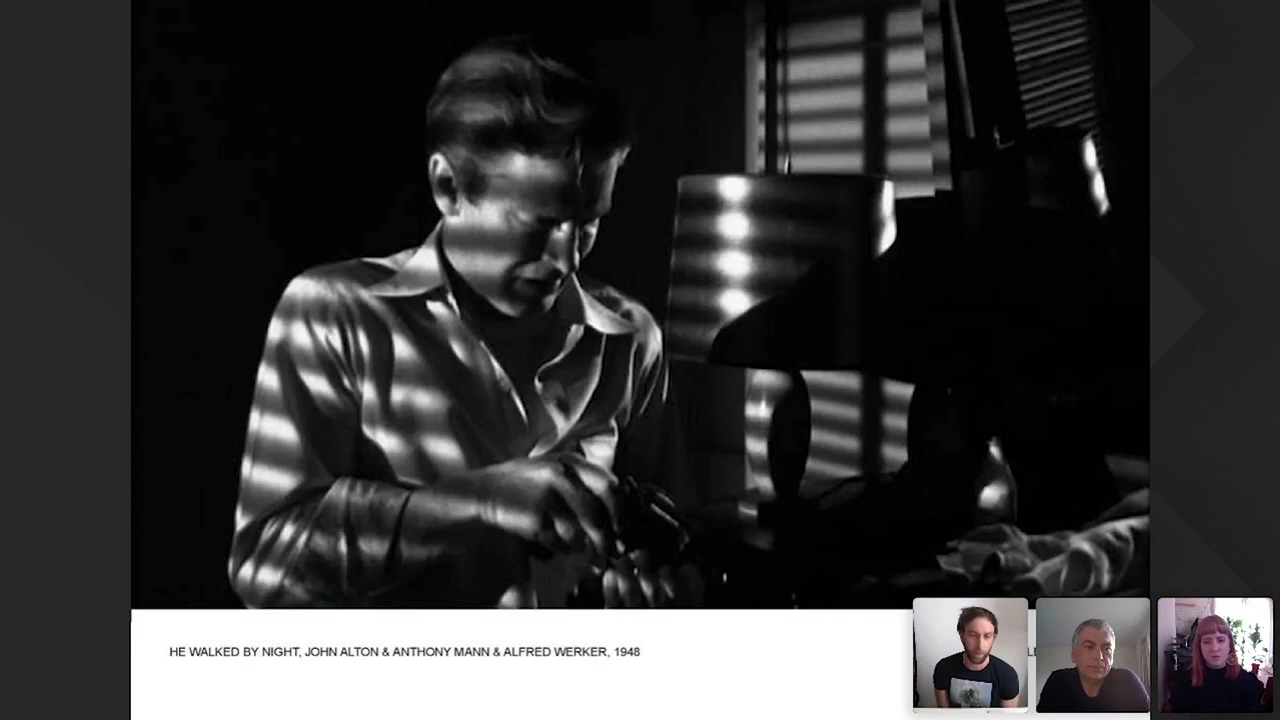 HE WALKED BY NIGHT, JOHN ALTON & ANTHONY MANN & ALFRED WERKER, 1948